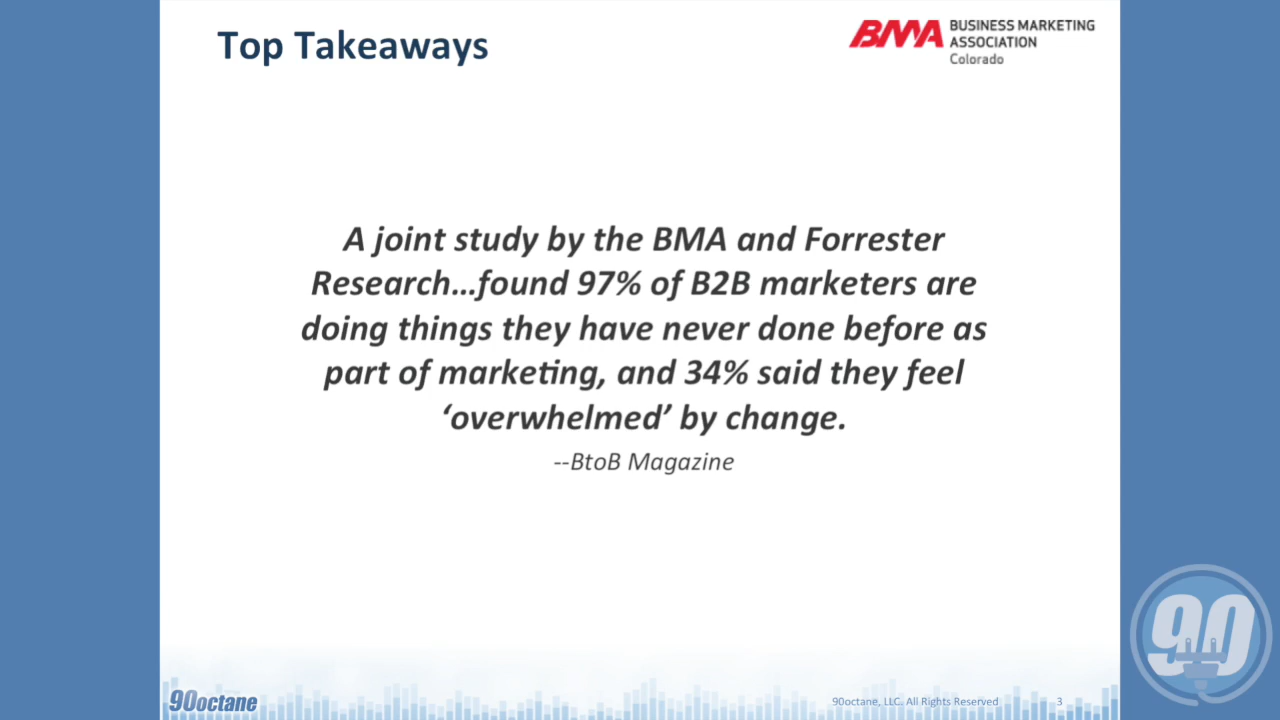 Top Takeaways
BMA BUSINESS MARKETING
ASSOCIATION
Colorado
A joint study by the BMA and Forrester
Research…found 97% of B2B marketers are
doing things they have never done before as
part of marketing, and 34% said they feel
‘overwhelmed’ by change.
--BtoB Magazine
90
90octane
90octane, LLC. All Rights Reserved
3